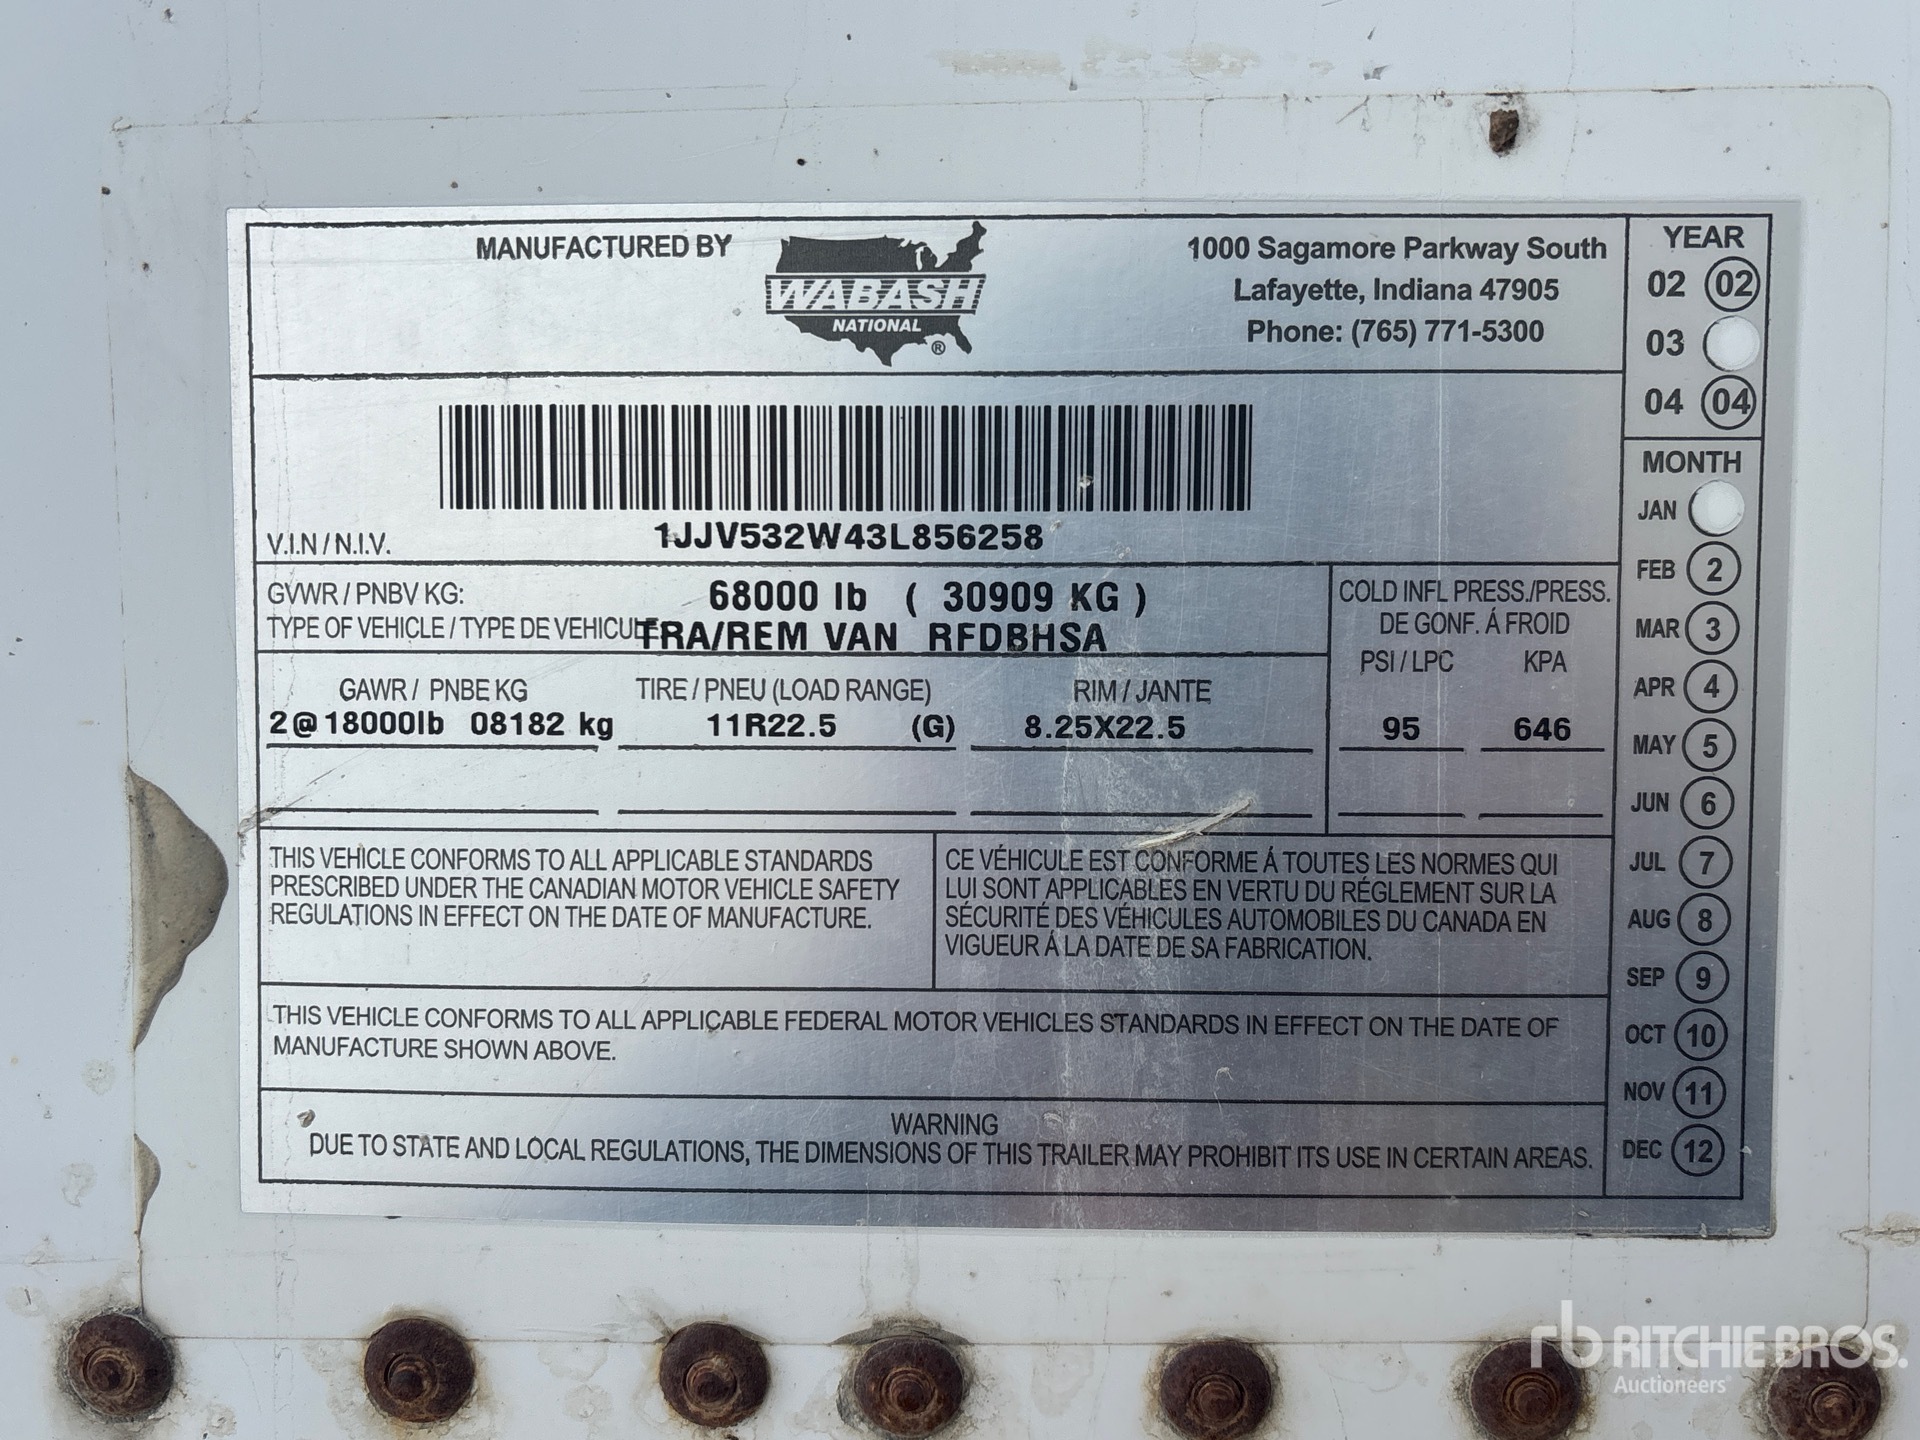 MANUFACTURED BY
WABASH
NATIONAL
®
1000 Sagamore Parkway South
Lafayette, Indiana 47905
Phone: (765) 771-5300
V.I.N / N.I.V.
1JJV532W43L856258
GVWR / PNBV KG: 68000 lb ( 30909 KG )
TYPE OF VEHICLE / TYPE DE VEHICULE TRA/REM VAN RFDBHSA
COLD INFL PRESS./PRESS.
DE GONF. Á FROID
PSI / LPC KPA
GAWR / PNBE KG TIRE / PNEU (LOAD RANGE) RIM / JANTE
2@18000lb 08182 kg 11R22.5 (G) 8.25X22.5 95 646
THIS VEHICLE CONFORMS TO ALL APPLICABLE STANDARDS
PRESCRIBED UNDER THE CANADIAN MOTOR VEHICLE SAFETY
REGULATIONS IN EFFECT ON THE DATE OF MANUFACTURE.
CE VÉHICULE EST CONFORME Á TOUTES LES NORMES QUI
LUI SONT APPLICABLES EN VERTU DU RÉGLEMENT SUR LA
SÉCURITÉ DES VÉHICULES AUTOMOBILES DU CANADA EN
VIGUEUR Á LA DATE DE SA FABRICATION.
THIS VEHICLE CONFORMS TO ALL APPLICABLE FEDERAL MOTOR VEHICLES STANDARDS IN EFFECT ON THE DATE OF
MANUFACTURE SHOWN ABOVE.
WARNING
DUE TO STATE AND LOCAL REGULATIONS, THE DIMENSIONS OF THIS TRAILER MAY PROHIBIT ITS USE IN CERTAIN AREAS.
YEAR
02 02
03
04 04
MONTH
JAN
FEB 2
MAR 3
APR 4
MAY 5
JUN 6
JUL 7
AUG 8
SEP 9
OCT 10
NOV 11
DEC 12
rb RITCHIE BROS.
Auctioneers